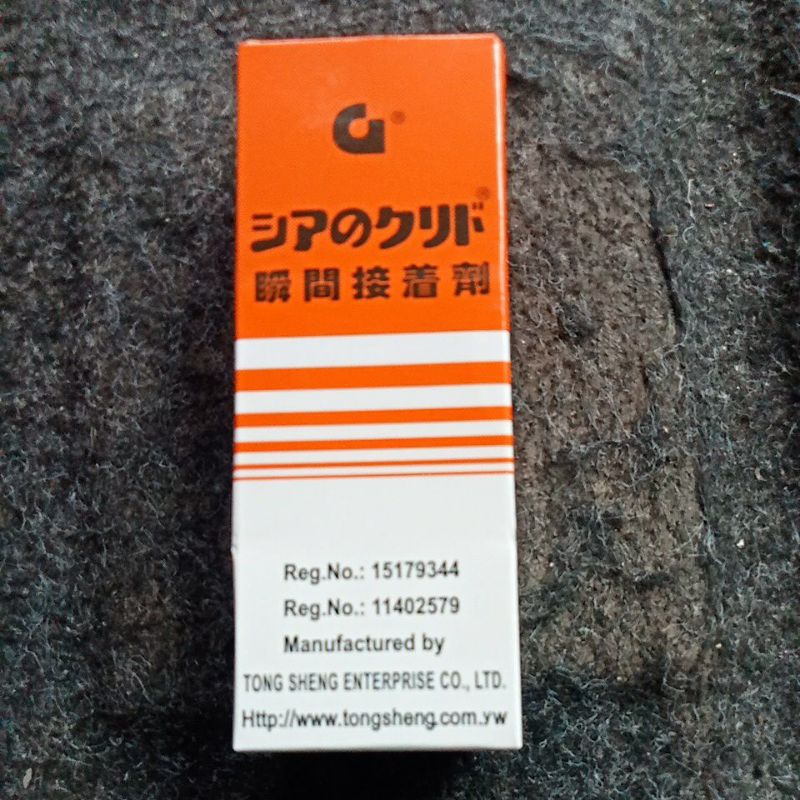 ®
シアのクリド®
瞬間接着劑
Reg.No.: 15179344
Reg.No.: 11402579
Manufactured by
TONG SHENG ENTERPRISE CO., LTD.
Http://www.tongsheng.com.yw